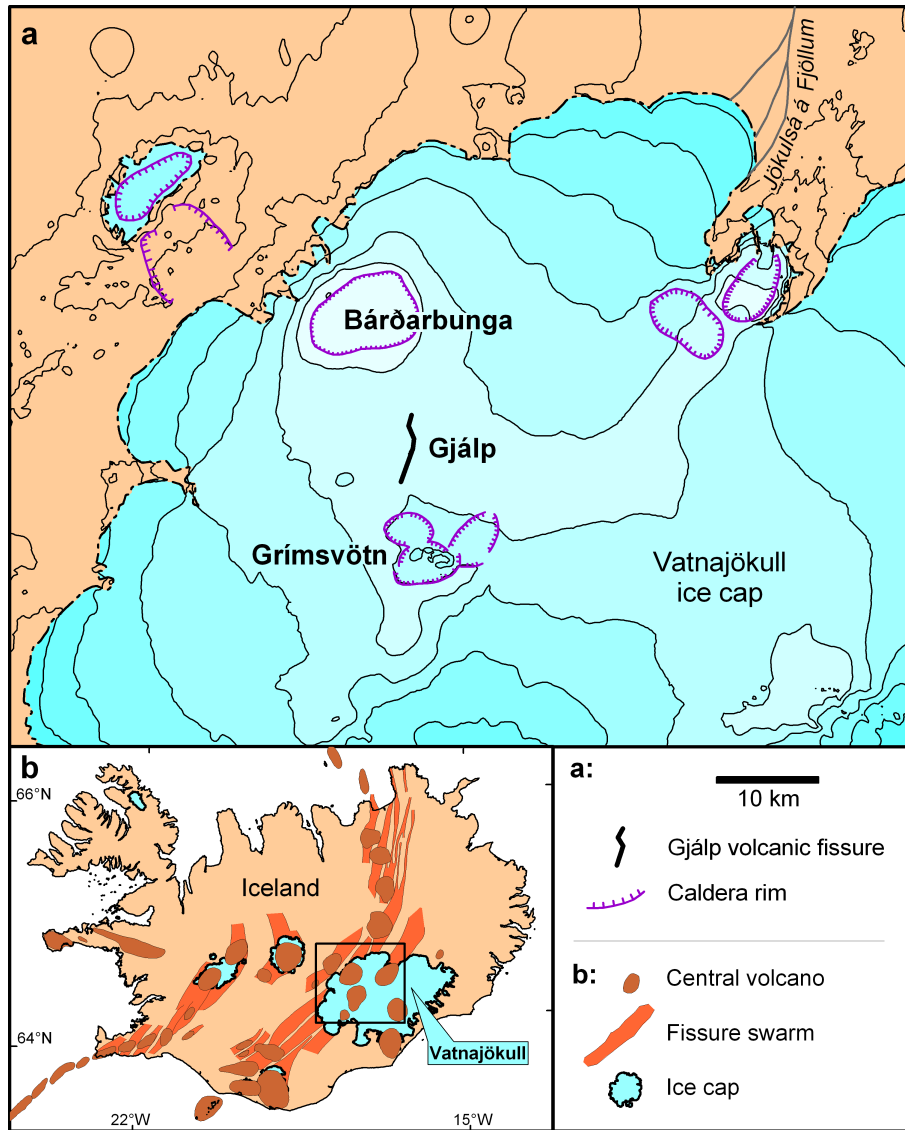 a
Jökulsá á Fjöllum
Bárðarbunga
Gjálp
Grímsvötn
Vatnajökull
ice cap
b
66°N
Iceland
64°N
Vatnajökull
22°W
15°W
a:
10 km
Gjálp volcanic fissure
Caldera rim
b:
Central volcano
Fissure swarm
Ice cap